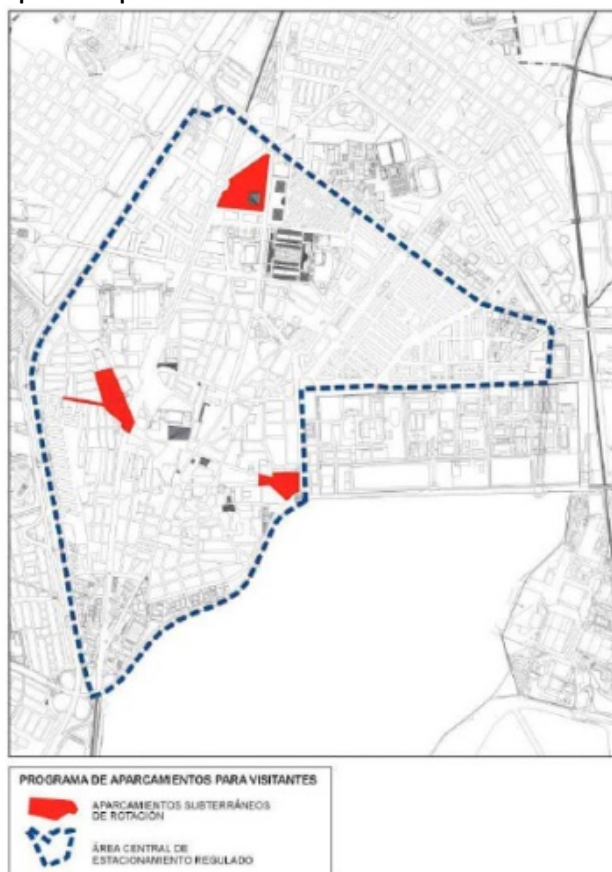 PROGRAMA DE APARCAMIENTOS PARA VISITANTES
APARCAMIENTOS SUBTERRÁNEOS
DE ROTACIÓN
ÁREA CENTRAL DE
ESTACIONAMIENTO REGULADO